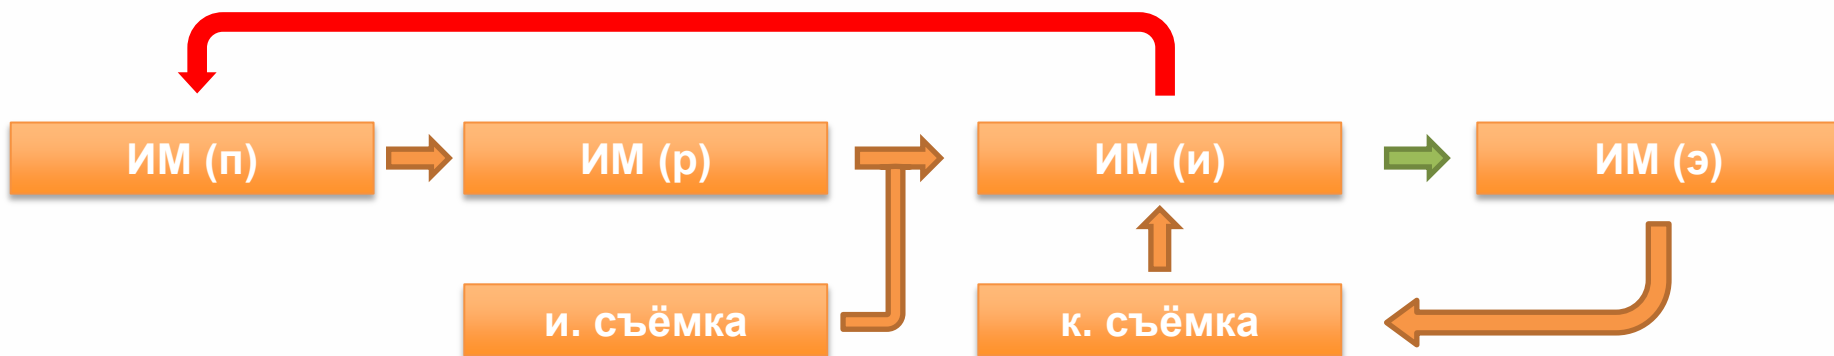 ИМ (п)
ИМ (р)
ИМ (и)
ИМ (э)
и. съёмка
к. съёмка